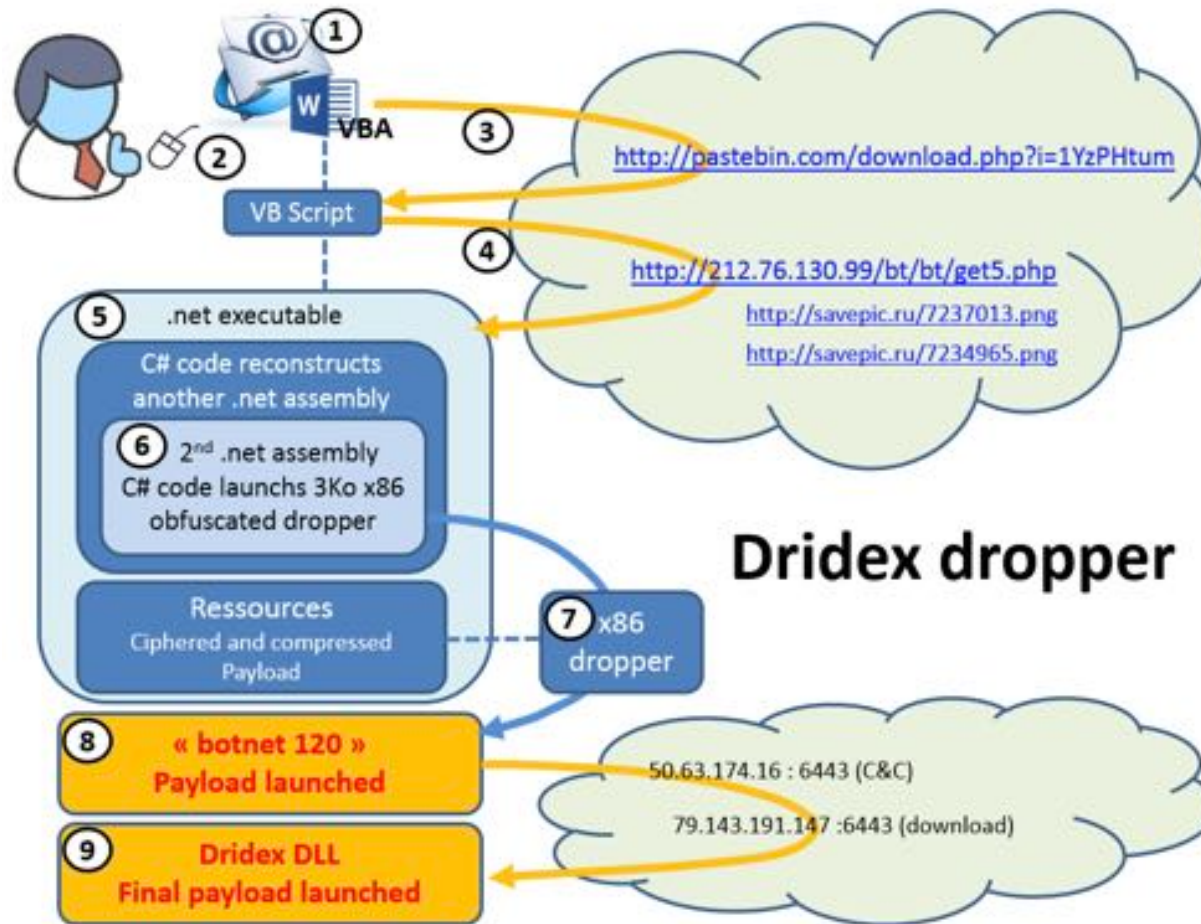 1
@
W
VBA
2
3
http://pastebin.com/download.php?i=1YzPHtum
VB Script
4
http://212.76.130.99/bt/bt/get5.php
http://savepic.ru/7237013.png
http://savepic.ru/7234965.png
5
.net executable
C# code reconstructs
another .net assembly
6
2nd .net assembly
C# code launchs 3Ko x86
obfuscated dropper
Dridex dropper
Ressources
Ciphered and compressed
Payload
7
x86
dropper
8
« botnet 120 »
Payload launched
50.63.174.16 : 6443 (C&C)
79.143.191.147 :6443 (download)
9
Dridex DLL
Final payload launched